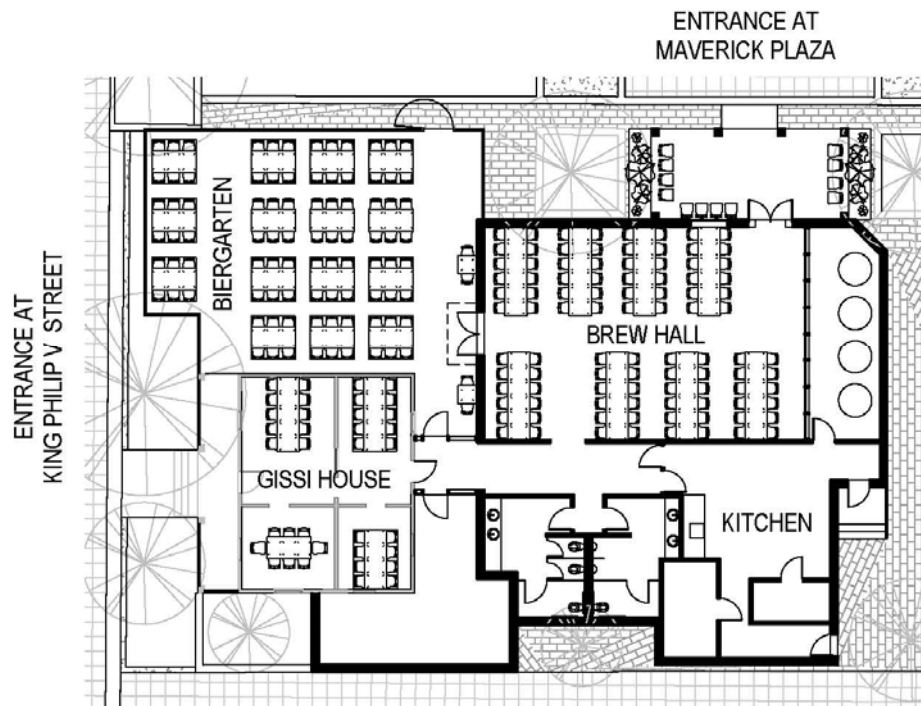 ENTRANCE AT
MAVERICK PLAZA
BIERGARTEN
ENTRANCE AT
KING PHILIP V STREET
BREW HALL
GISSI HOUSE
KITCHEN